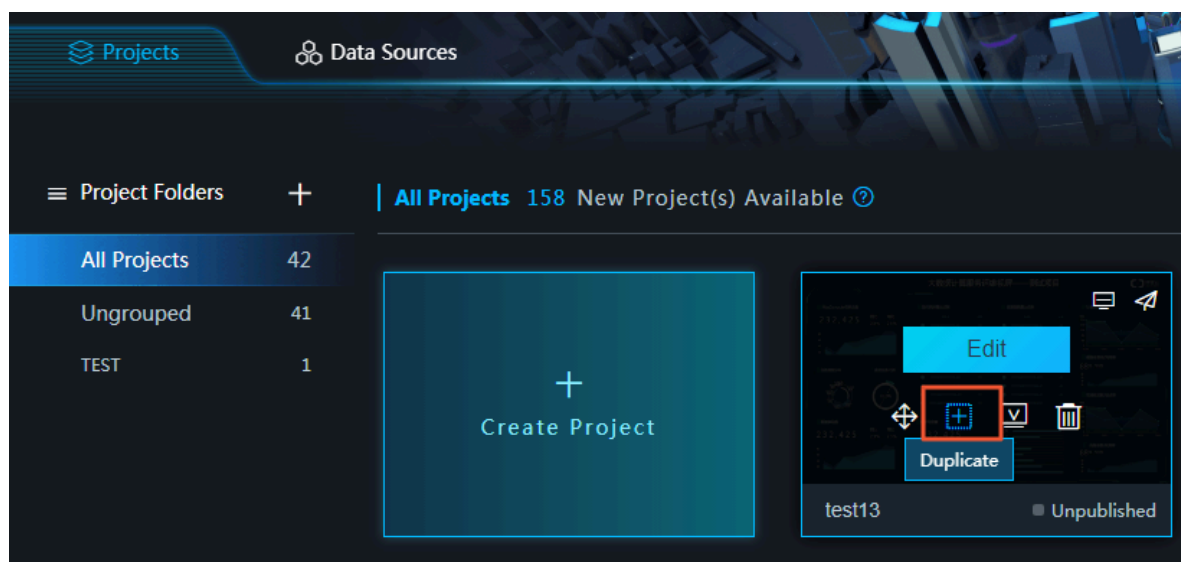 Projects
Data Sources
Project Folders
All Projects 158 New Project(s) Available
All Projects 42
Ungrouped 41
TEST 1
Create Project
Edit
Duplicate
test13
Unpublished